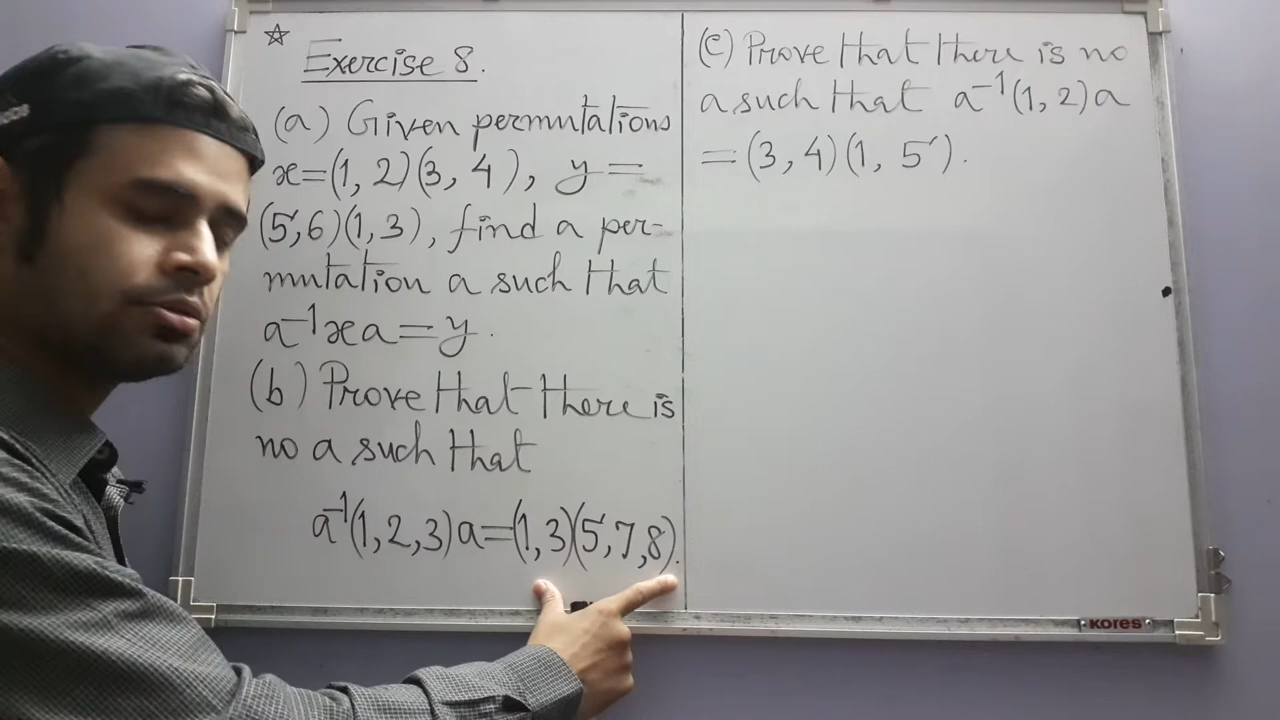 ☆ Exercise 8.
(a) Given permutations
x=(1, 2)(3, 4), y=
(5,6)(1,3), find a per-
mutation a such that
a⁻¹xa=y.
(b) Prove that there is
no a such that
a⁻¹(1,2,3)a=(1,3)(5,7,8).
(c) Prove that there is no
a such that a⁻¹(1,2)a
=(3,4)(1, 5).
KORES